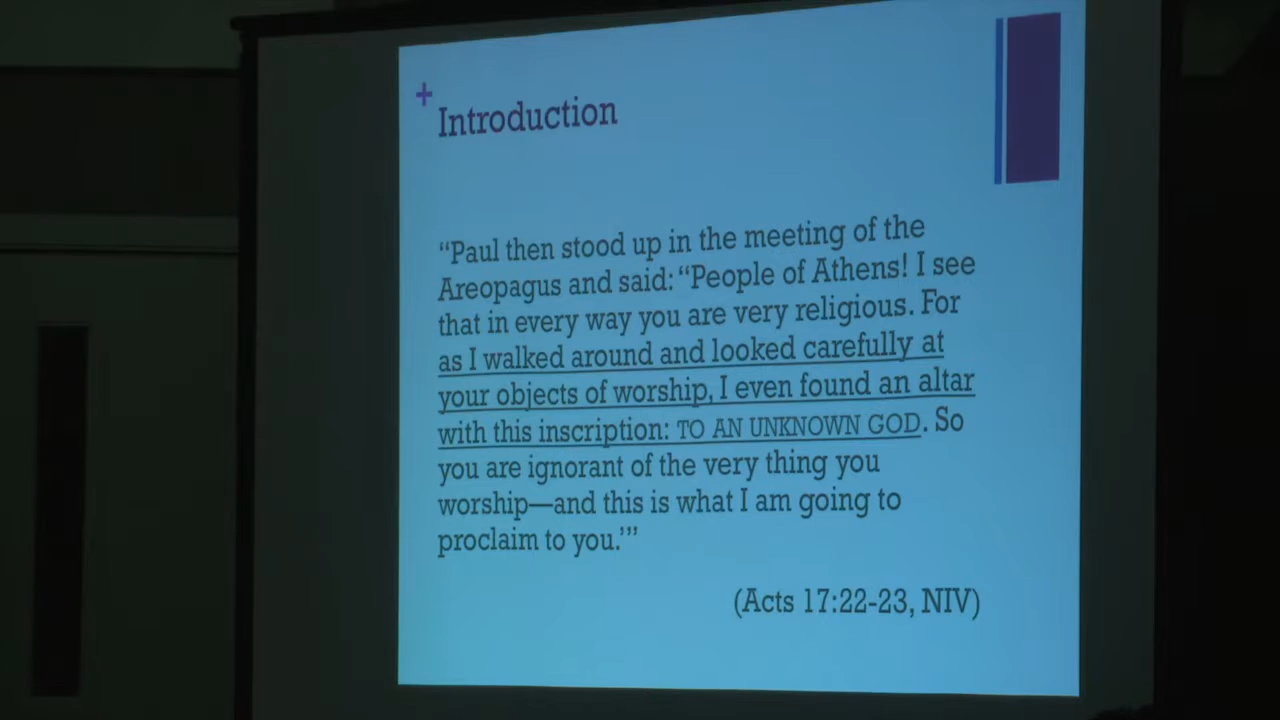 +
Introduction
“Paul then stood up in the meeting of the
Areopagus and said: “People of Athens! I see
that in every way you are very religious. For
as I walked around and looked carefully at
your objects of worship, I even found an altar
with this inscription: TO AN UNKNOWN GOD. So
you are ignorant of the very thing you
worship—and this is what I am going to
proclaim to you.’”
(Acts 17:22-23, NIV)